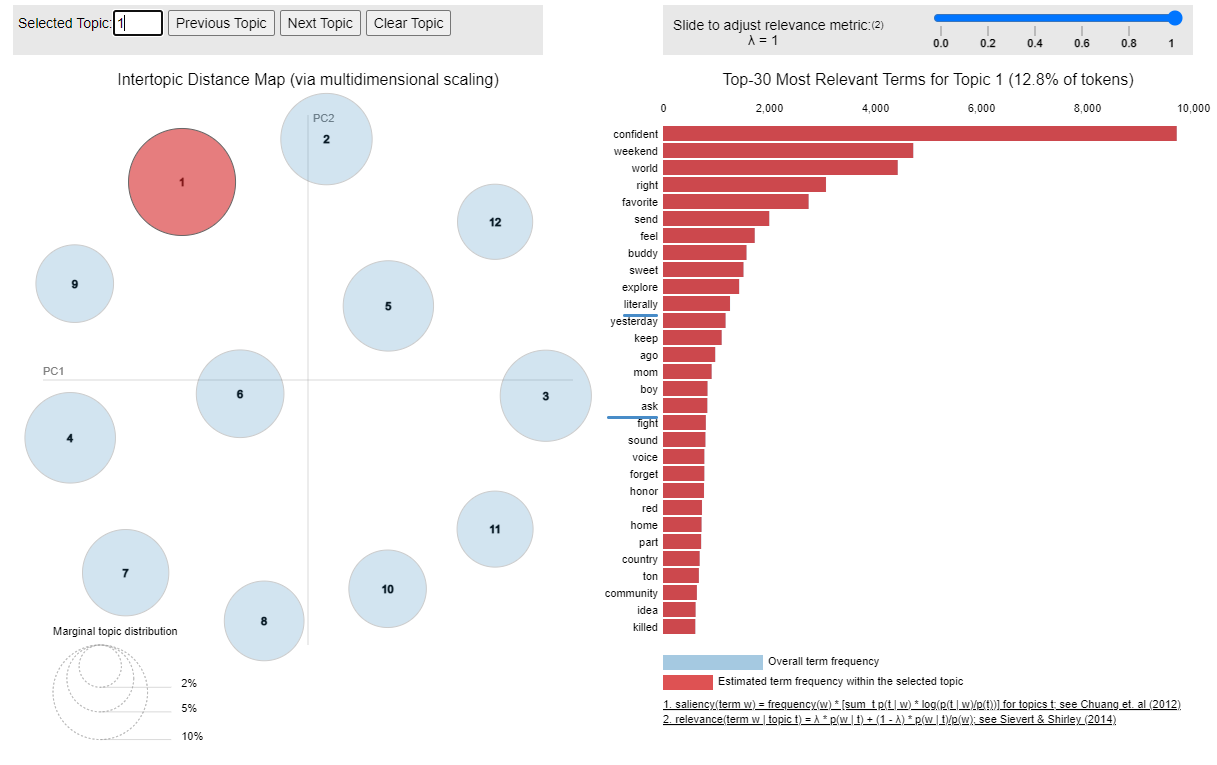 Selected Topic: 1 Previous Topic Next Topic Clear Topic
Slide to adjust relevance metric:(2)
λ = 1
0.0 0.2 0.4 0.6 0.8 1
Intertopic Distance Map (via multidimensional scaling)
PC2
2
1
12
9
5
PC1
6
3
4
11
7
10
8
Marginal topic distribution
2%
5%
10%
Top-30 Most Relevant Terms for Topic 1 (12.8% of tokens)
0 2,000 4,000 6,000 8,000 10,000
confident
weekend
world
right
favorite
send
feel
buddy
sweet
explore
literally
yesterday
keep
ago
mom
boy
ask
fight
sound
voice
forget
honor
red
home
part
country
ton
community
idea
killed
Overall term frequency
Estimated term frequency within the selected topic
1. saliency(term w) = frequency(w) * [sum_t p(t | w) * log(p(t | w)/p(t))] for topics t; see Chuang et. al (2012)
2. relevance(term w | topic t) = λ * p(w | t) + (1 - λ) * p(w | t)/p(w); see Sievert & Shirley (2014)